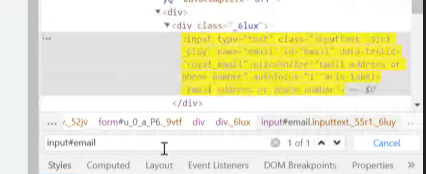 <div>
<div class="_6lux">
<input type="text" class="inputtext _55r1
_6luy" name="email" id="email" data-testid=
"royal_email" placeholder="Email address or
phone number" autofocus="1" aria-label=
"Email address or phone number"> == $0
</div>
... _52jv form#u_0_a_P6._9vtf div div._6lux input#email.inputtext._55r1._6luy
input#email 1 of 1 Cancel
Styles Computed Layout Event Listeners DOM Breakpoints Properties »